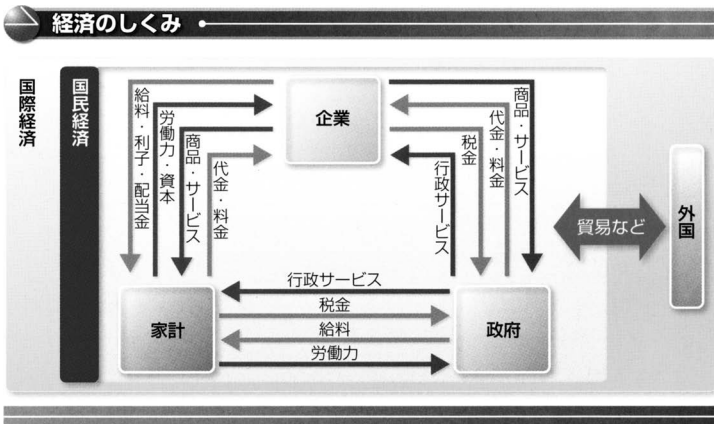 経済のしくみ
国際経済
国民経済
企業
給料・利子・配当金
労働力・資本
商品・サービス
代金・料金
行政サービス
税金
代金・料金
商品・サービス
貿易など
外国
行政サービス
税金
給料
労働力
家計
政府